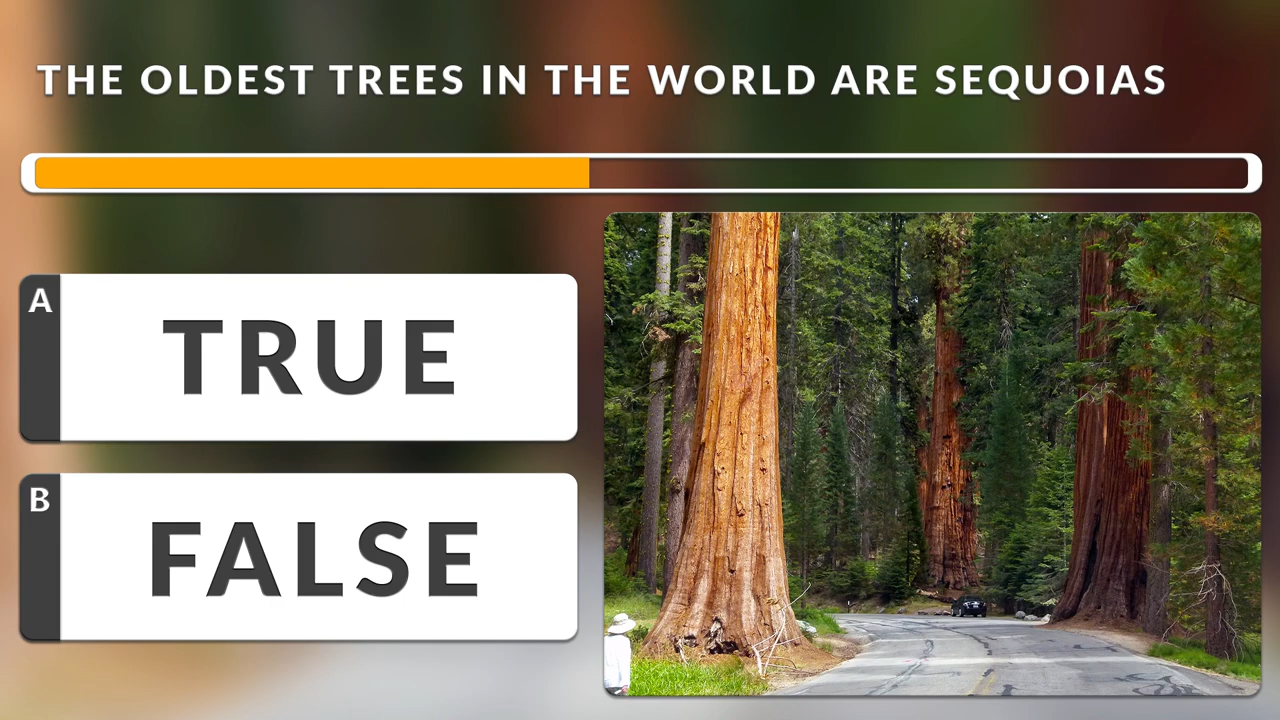 THE OLDEST TREES IN THE WORLD ARE SEQUOIAS
A
TRUE
B
FALSE